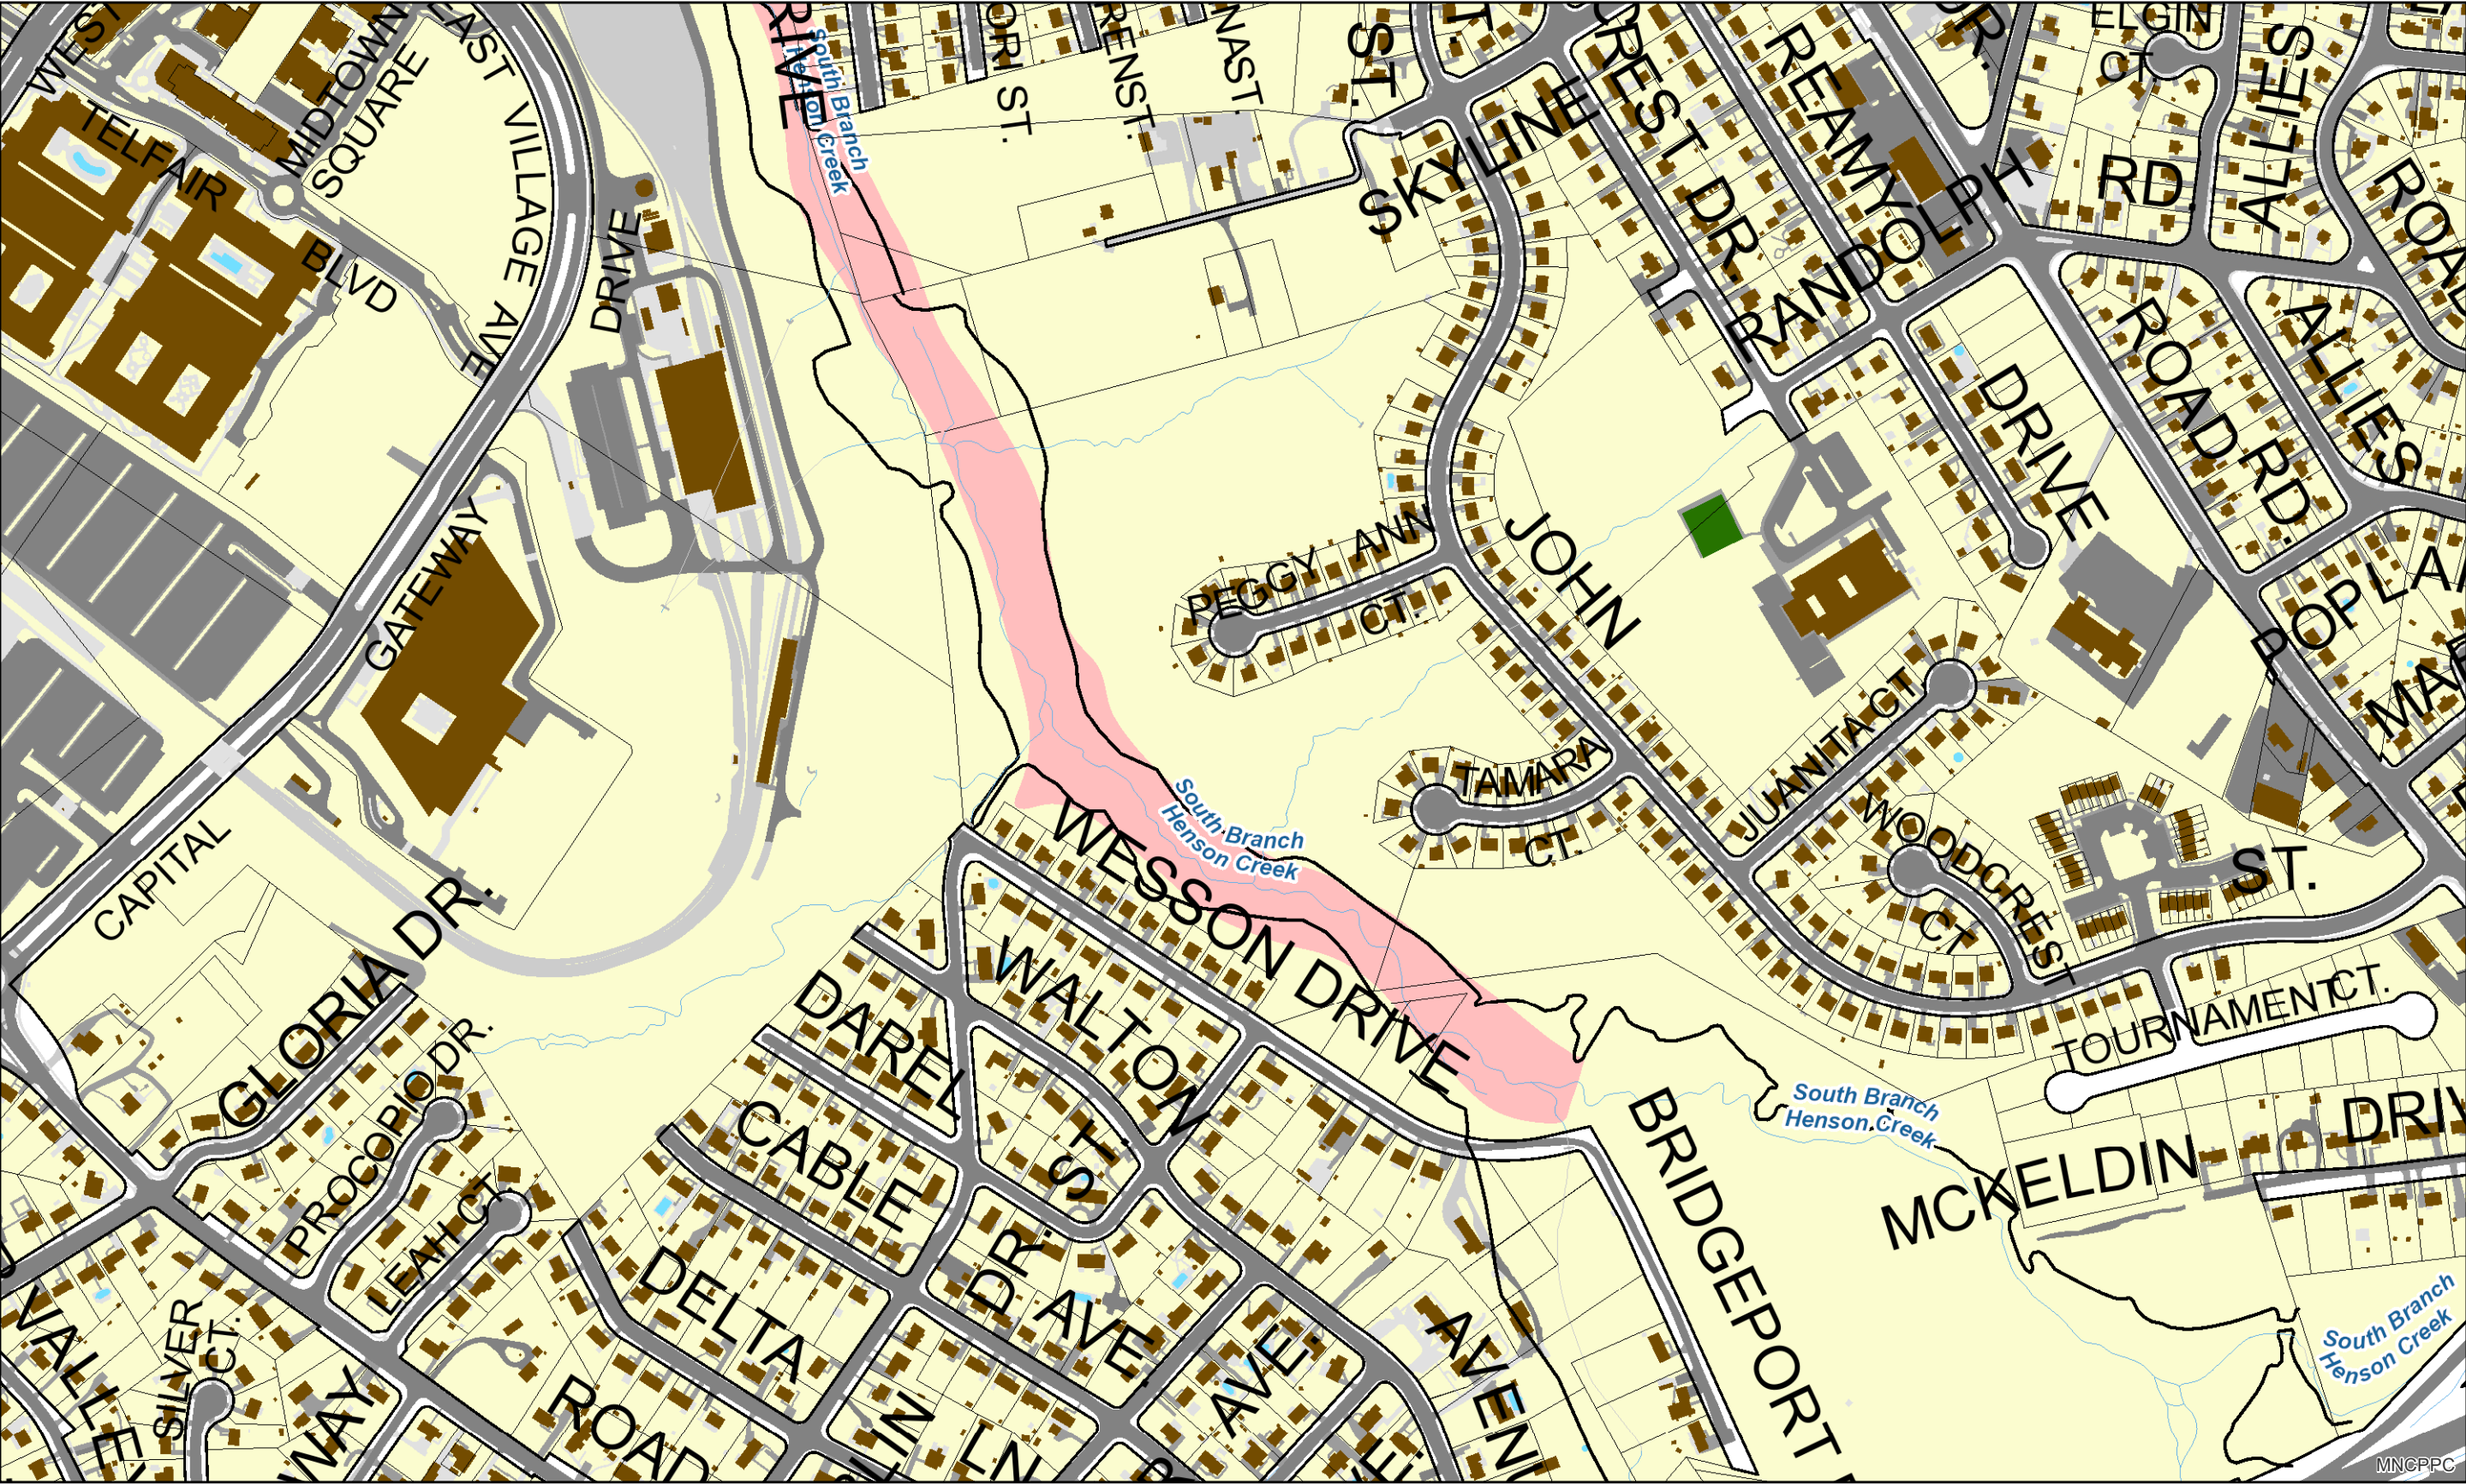 WEST
TELFAIR
BLVD
MIDTOWN
SQUARE
EAST VILLAGE AVE
DRIVE
South Branch
Henson Creek
ST.
ST.
SKYLINE
CREST DR.
REAMY
DRIVE
RANDOLPH
ROAD
DR.
ELGIN
CT
RD.
ALLIES
ROAD
ALLIES
RD.
GATEWAY
CAPITAL
PEGGY ANN
CT.
JOHN
ST.
TAMARA
CT.
JUANITA CT.
WOODCREST
CT
POPLAR
South Branch
Henson Creek
WESSON DRIVE
WALTON
DAREL
ST.
CABLE
DR.
GLORIA DR.
PROCOPIO DR.
LEAH CT.
DELTA
TOURNAMENT CT.
South Branch
Henson Creek
MCKELDIN
DRIV
BRIDGEPORT
VALLEY
SILVER
CT.
WAY
ROAD
LN.
D AVE.
AVE.
AVENU
South Branch
Henson Creek
MNCPPC